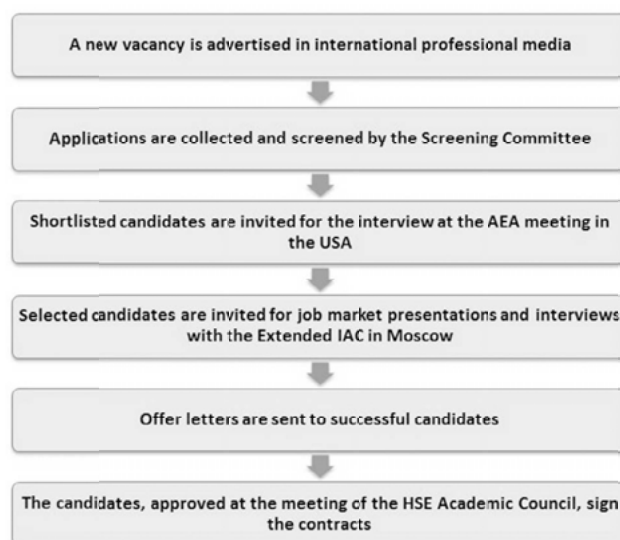 A new vacancy is advertised in international professional media
Applications are collected and screened by the Screening Committee
Shortlisted candidates are invited for the interview at the AEA meeting in
the USA
Selected candidates are invited for job market presentations and interviews
with the Extended IAC in Moscow
Offer letters are sent to successful candidates
The candidates, approved at the meeting of the HSE Academic Council, sign
the contracts